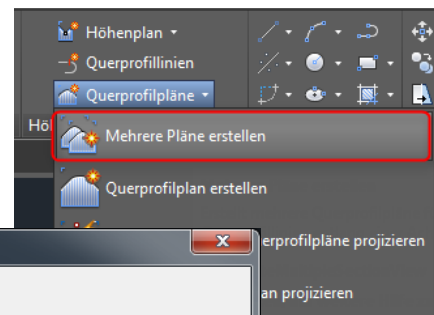 Höhenplan
Querprofillinien
Querprofilpläne
Hö
Mehrere Pläne erstellen
Querprofilplan erstellen
erprofilpläne projizieren
an projizieren